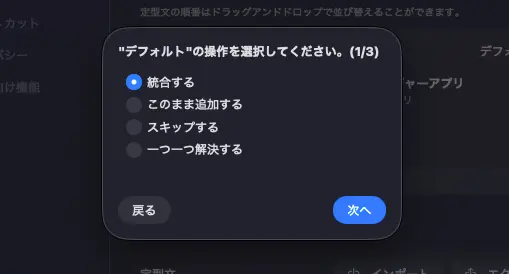 定型文の順番はドラッグアンドドロップで並び替えることができます。
カット
"デフォルト"の操作を選択してください。(1/3)
デフォ
シー
統合する
ャーアプリ
向け機能
リ
このまま追加する
スキップする
一つ一つ解決する
戻る
次へ
定型文
インポート
エク